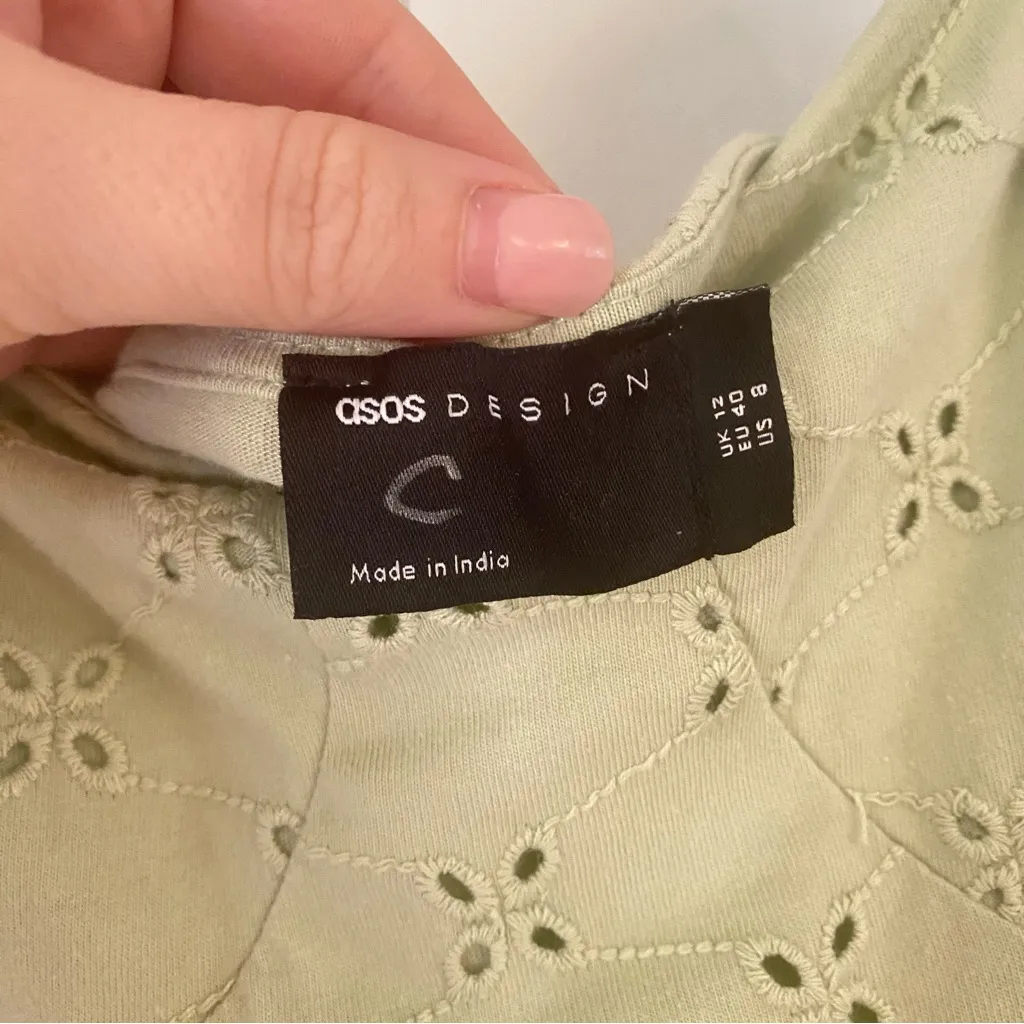 asos DESIGN
C
Made in India
UK 12
EU 40
US 8